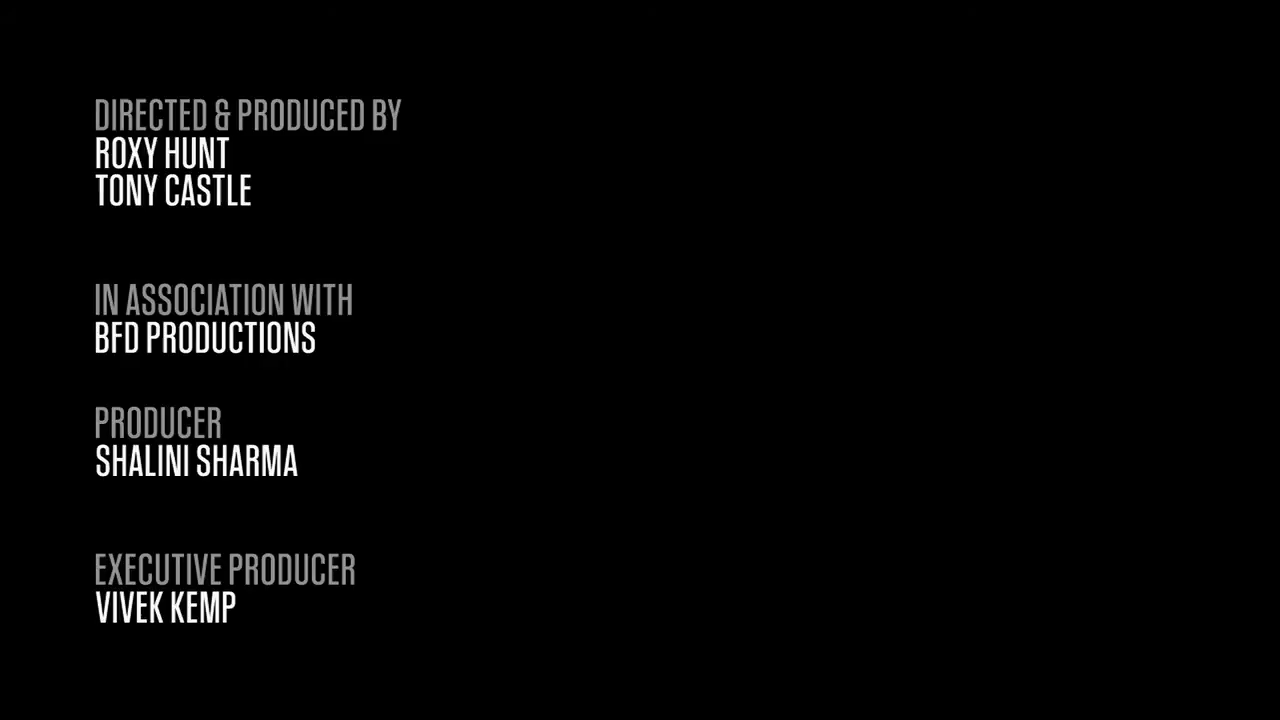 DIRECTED & PRODUCED BY
ROXY HUNT
TONY CASTLE
IN ASSOCIATION WITH
BFD PRODUCTIONS
PRODUCER
SHALINI SHARMA
EXECUTIVE PRODUCER
VIVEK KEMP